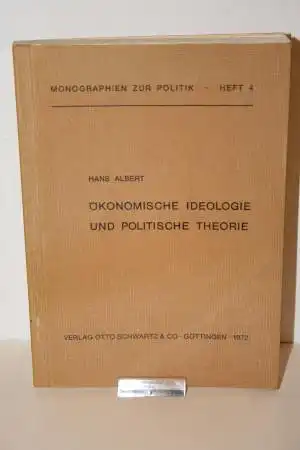 MONOGRAPHIEN ZUR POLITIK - HEFT 4
HANS ALBERT
ÖKONOMISCHE IDEOLOGIE
UND POLITISCHE THEORIE
VERLAG OTTO SCHWARTZ & CO - GÖTTINGEN - 1972